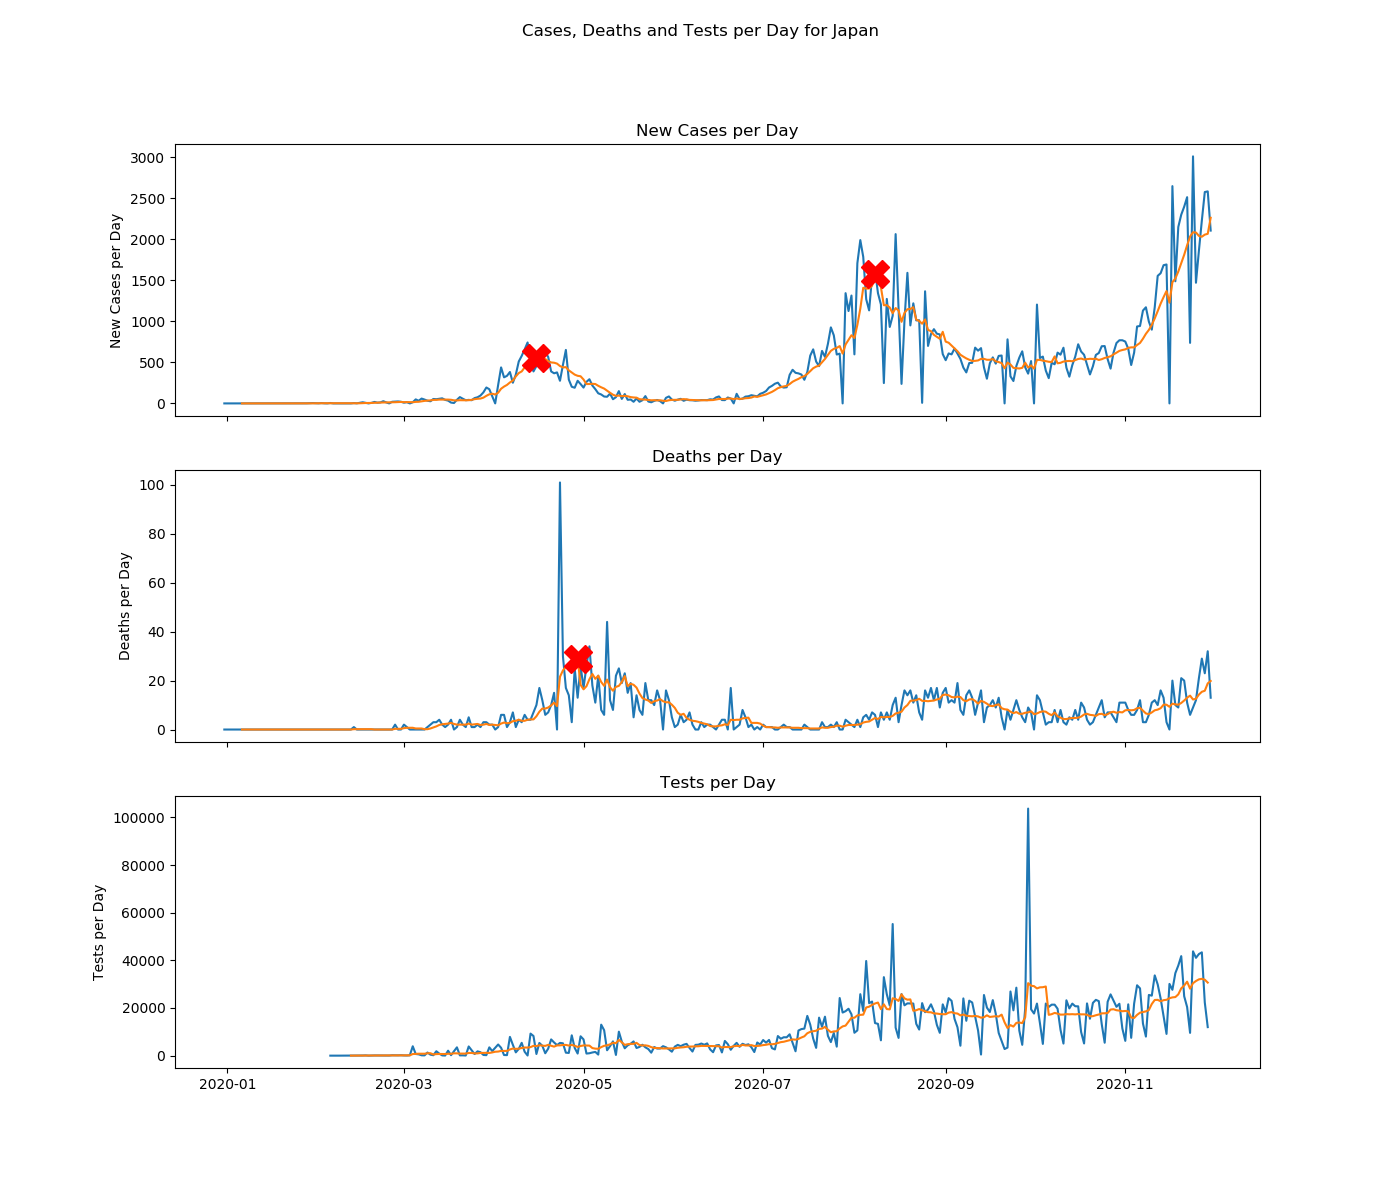 Cases, Deaths and Tests per Day for Japan
New Cases per Day
New Cases per Day
3000
2500
2000
1500
1000
500
0
Deaths per Day
Deaths per Day
100
80
60
40
20
0
Tests per Day
Tests per Day
100000
80000
60000
40000
20000
0
2020-01 2020-03 2020-05 2020-07 2020-09 2020-11